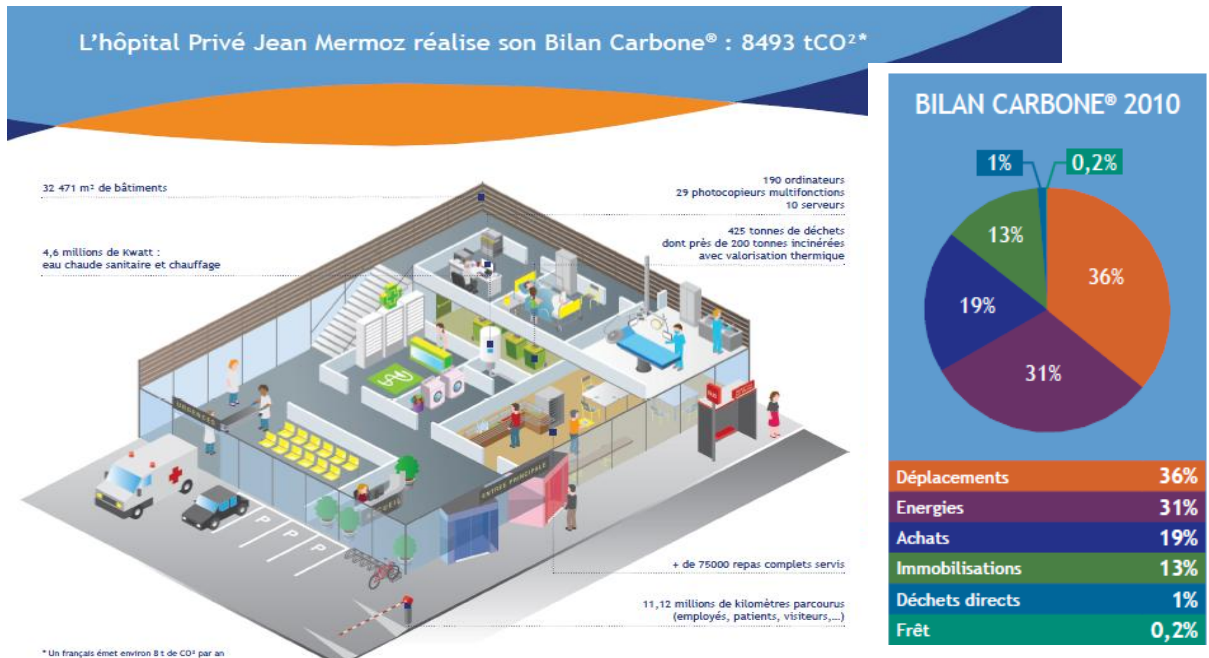 L'hôpital Privé Jean Mermoz réalise son Bilan Carbone® : 8493 tCO²*
32 471 m² de bâtiments
4,6 millions de Kwatt :
eau chaude sanitaire et chauffage
190 ordinateurs
29 photocopieurs multifonctions
10 serveurs
425 tonnes de déchets
dont près de 200 tonnes incinérées
avec valorisation thermique
URGENCES
ACCUEIL
ENTRÉE PRINCIPALE
P
P
P
P
+ de 75000 repas complets servis
11,12 millions de kilomètres parcourus
(employés, patients, visiteurs,...)
* Un français émet environ 8 t de CO² par an
BILAN CARBONE® 2010
1%
0,2%
13%
36%
19%
31%
Déplacements 36%
Energies 31%
Achats 19%
Immobilisations 13%
Déchets directs 1%
Frêt 0,2%